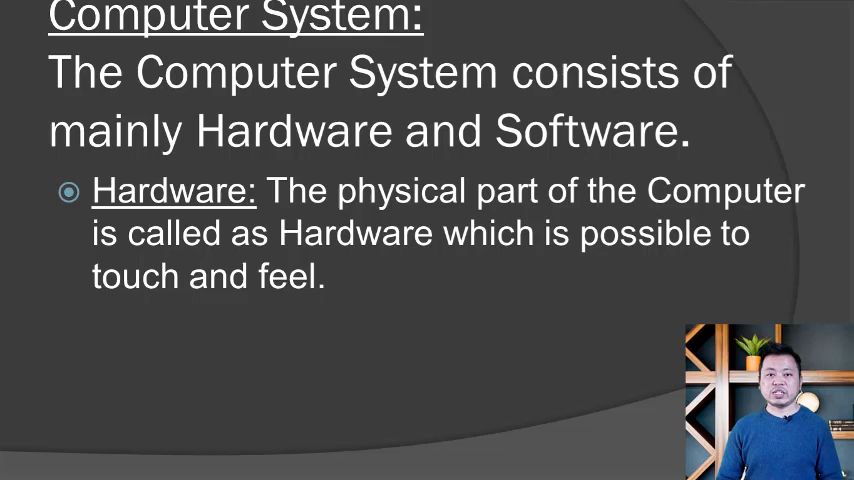 Computer System:
The Computer System consists of
mainly Hardware and Software.
Hardware: The physical part of the Computer
is called as Hardware which is possible to
touch and feel.